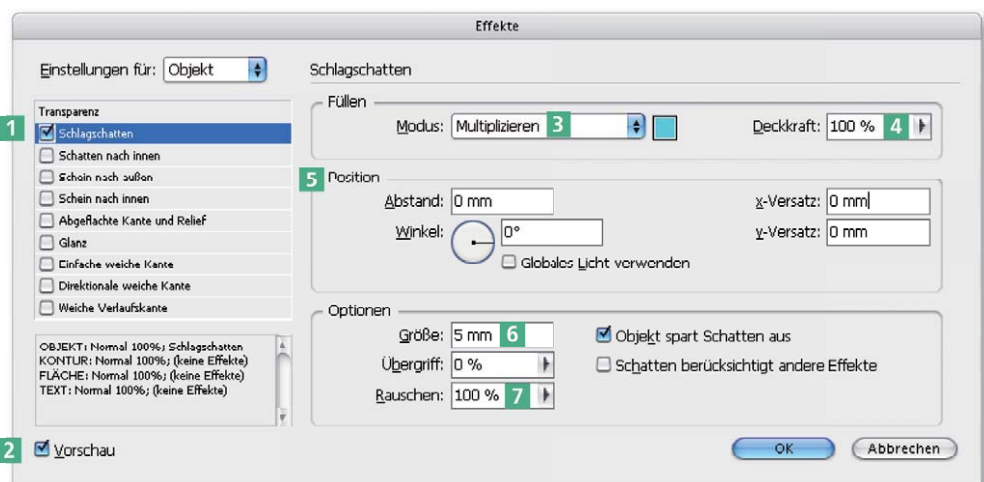 Effekte
Einstellungen für: Objekt
Schlagschatten
Transparenz
1 Schlagschatten
Schatten nach innen
Schein nach außen
Schein nach innen
Abgeflachte Kante und Relief
Glanz
Einfache weiche Kante
Direktionale weiche Kante
Weiche Verlaufskante
OBJEKT: Normal 100%; Schlagschatten
KONTUR: Normal 100%; (keine Effekte)
FLÄCHE: Normal 100%; (keine Effekte)
TEXT: Normal 100%; (keine Effekte)
2 Vorschau
Füllen
Modus: Multiplizieren 3
Deckkraft: 100 % 4
5 Position
Abstand: 0 mm
x-Versatz: 0 mm
Winkel: 0°
y-Versatz: 0 mm
Globales Licht verwenden
Optionen
Größe: 5 mm 6
Objekt spart Schatten aus
Übergriff: 0 %
Schatten berücksichtigt andere Effekte
Rauschen: 100 % 7
OK
Abbrechen